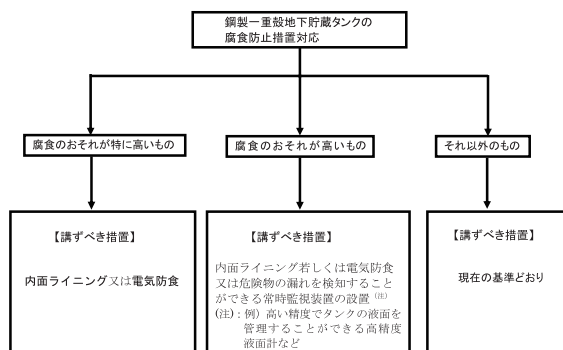 鋼製一重殻地下貯蔵タンクの
腐食防止措置対応
腐食のおそれが特に高いもの
腐食のおそれが高いもの
それ以外のもの
【講ずべき措置】
内面ライニング又は電気防食
【講ずべき措置】
内面ライニング若しくは電気防食
又は危険物の漏れを検知すること
ができる常時監視装置の設置（注）
(注)：例）高い精度でタンクの液面を
管理することができる高精度
液面計など
【講ずべき措置】
現在の基準どおり